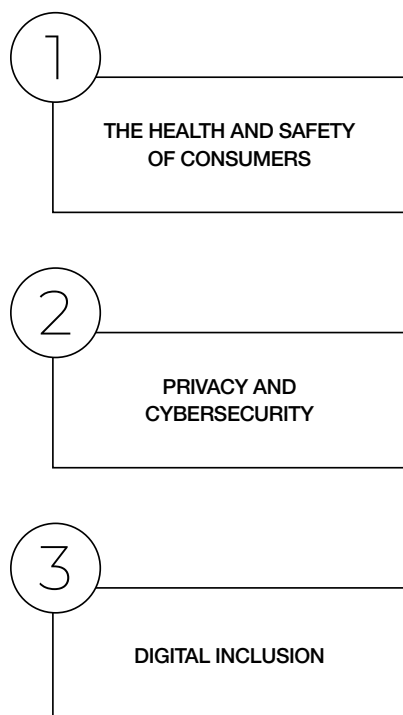 1
THE HEALTH AND SAFETY
OF CONSUMERS
2
PRIVACY AND
CYBERSECURITY
3
DIGITAL INCLUSION